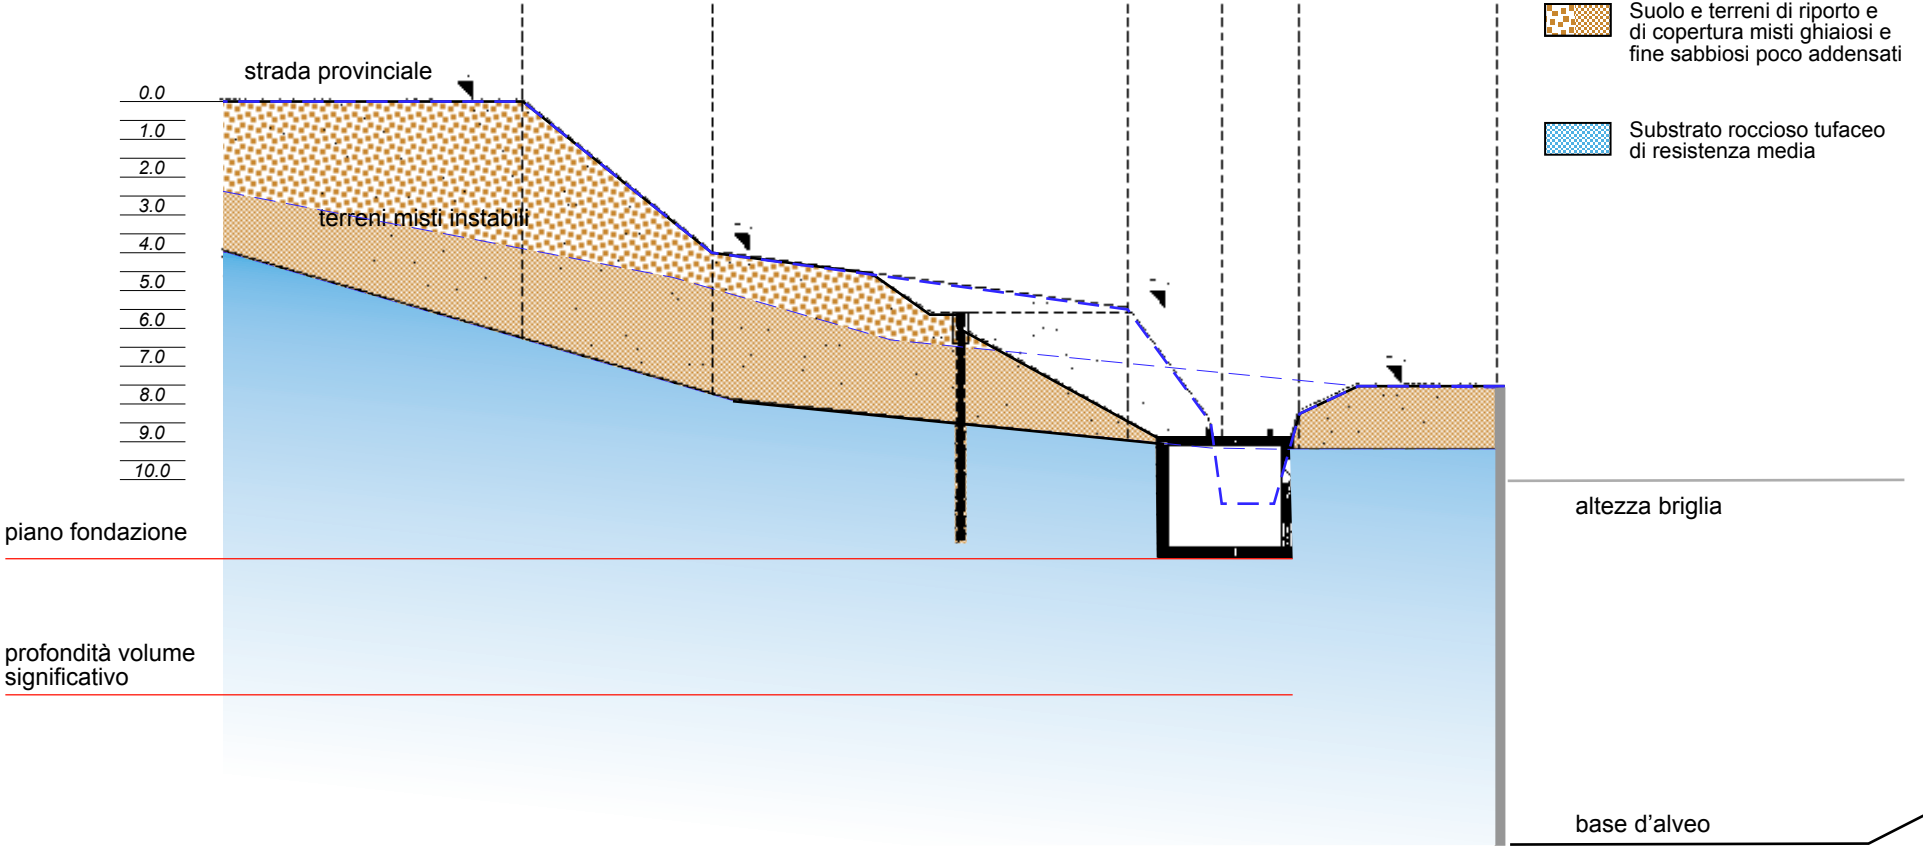 Suolo e terreni di riporto e
di copertura misti ghiaiosi e
fine sabbiosi poco addensati
strada provinciale
0.0
1.0
Substrato roccioso tufaceo
di resistenza media
2.0
3.0
terreni misti instabili
4.0
5.0
6.0
7.0
8.0
9.0
10.0
altezza briglia
piano fondazione
profondità volume
significativo
base d'alveo